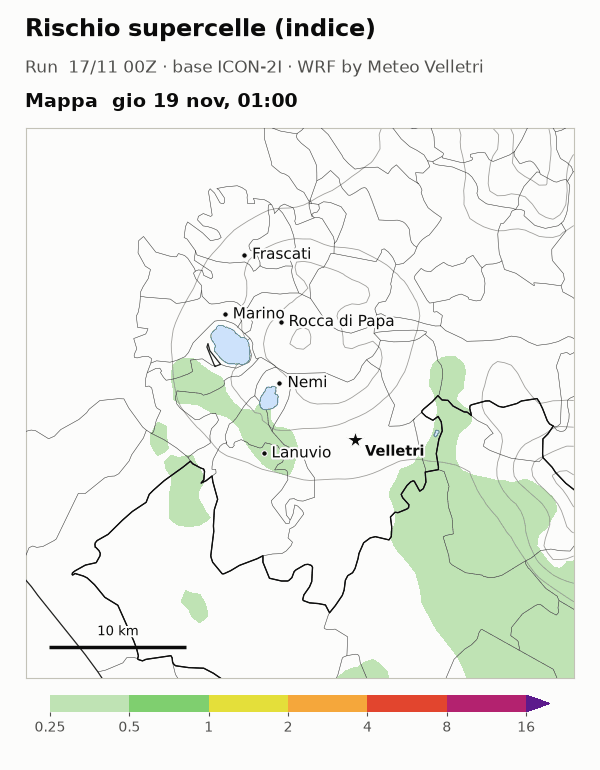 Rischio supercelle (indice)
Run  17/11 00Z · base ICON-2I · WRF by Meteo Velletri
Mappa  gio 19 nov, 01:00
Frascati
Marino
Rocca di Papa
Nemi
Velletri
Lanuvio
10 km
0.25 0.5 1 2 4 8 16